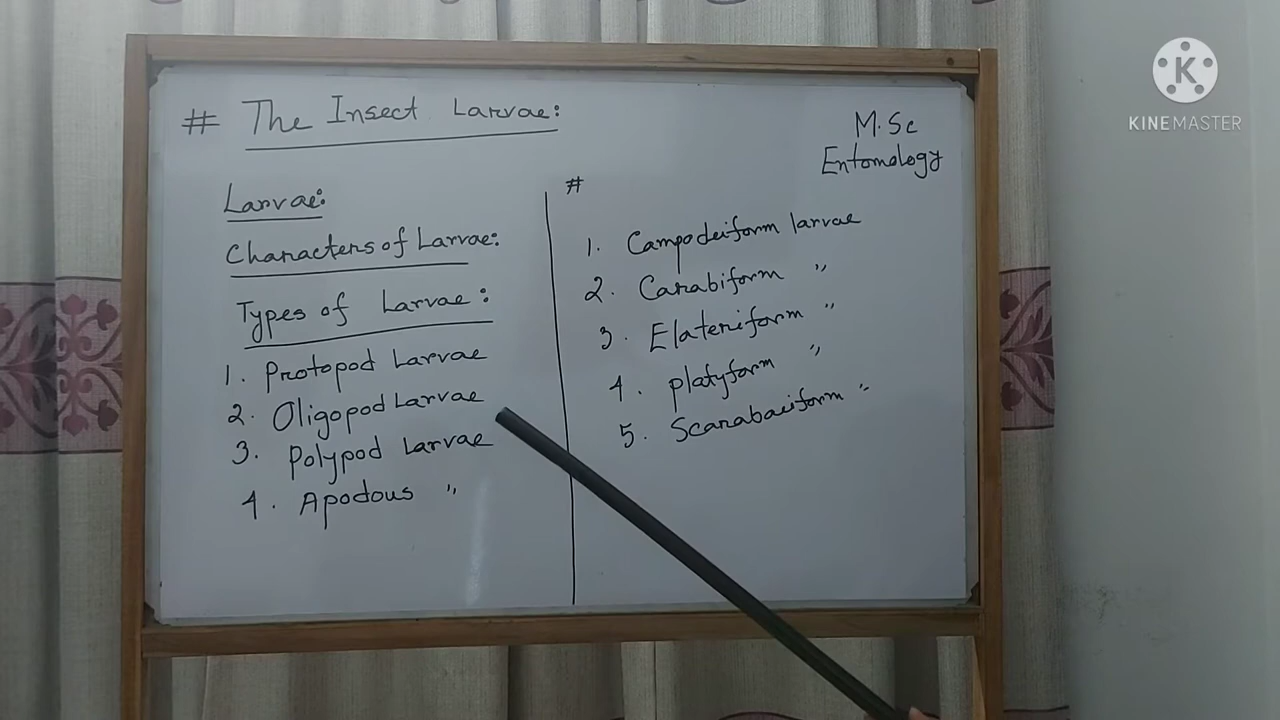 # The Insect Larvae:
M.Sc
Entomology
Larvae:
Characters of Larvae:
Types of Larvae:
1. Protopod Larvae
2. Oligopod Larvae
3. Polypod Larvae
4. Apodous "
#
1. Campodeiform larvae
2. Carabiform "
3. Elateriform "
4. Platyform "
5. Scarabaeiform "
K
KINEMASTER